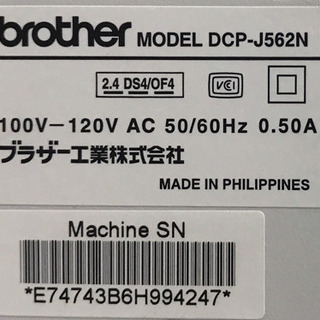 brother MODEL DCP-J562N
2.4 DS4/OF4 VCI
100V－120V AC 50/60Hz 0.50A
ブラザー工業株式会社
MADE IN PHILIPPINES
Machine SN
*E74743B6H994247*